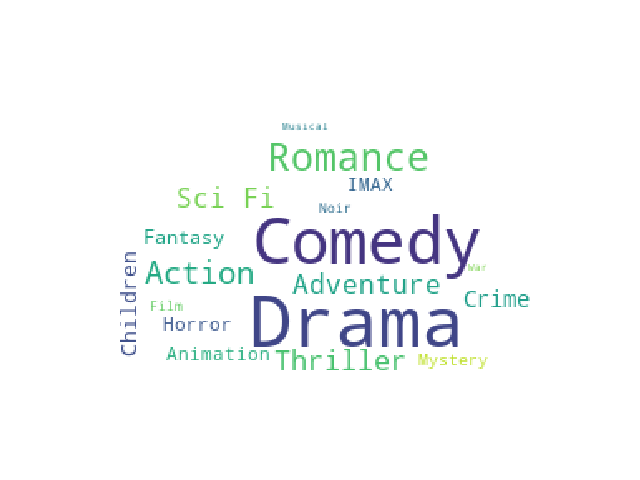 Musical
Romance
IMAX
Sci Fi
Noir
Fantasy
Comedy
War
Action
Adventure
Children
Crime
Film
Drama
Horror
Animation
Thriller
Mystery